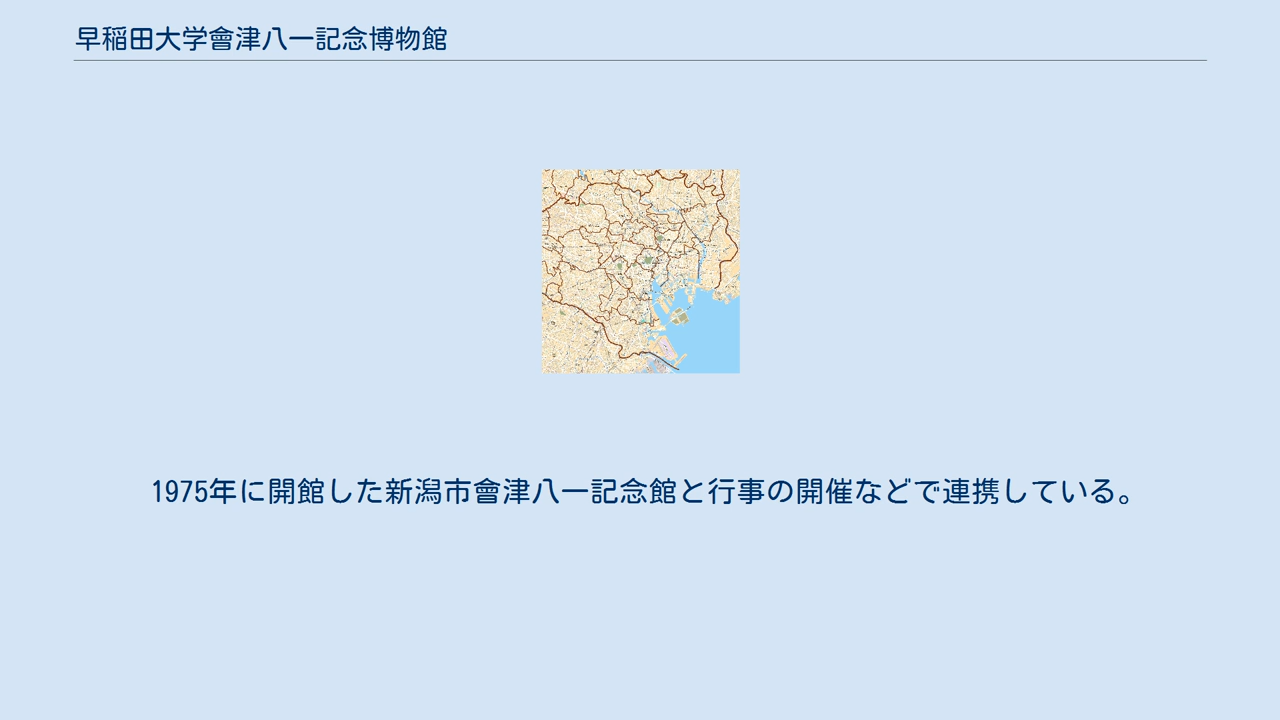 早稲田大学會津八一記念博物館
1975年に開館した新潟市會津八一記念館と行事の開催などで連携している。